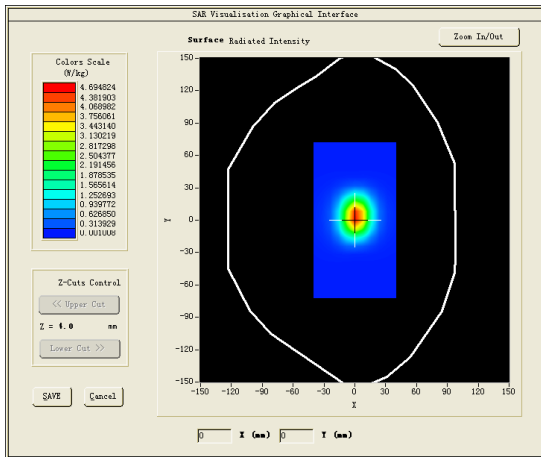 SAR Visualisation Graphical Interface
Surface Radiated Intensity
Zoom In/Out
Colors Scale
(W/kg)
4.694824
4.381903
4.068982
3.756061
3.443140
3.130219
2.817298
2.504377
2.191456
1.878535
1.565614
1.252693
0.939772
0.626850
0.313929
0.001008
Z-Cuts Control
<< Upper Cut
Z = 4.0 mm
Lower Cut >>
SAVE
Cancel
150
120
90
60
30
0
-30
-60
-90
-120
-150
Y
-150 -120 -90 -60 -30 0 30 60 90 120 150
X
0 X (mm) 0 Y (mm)